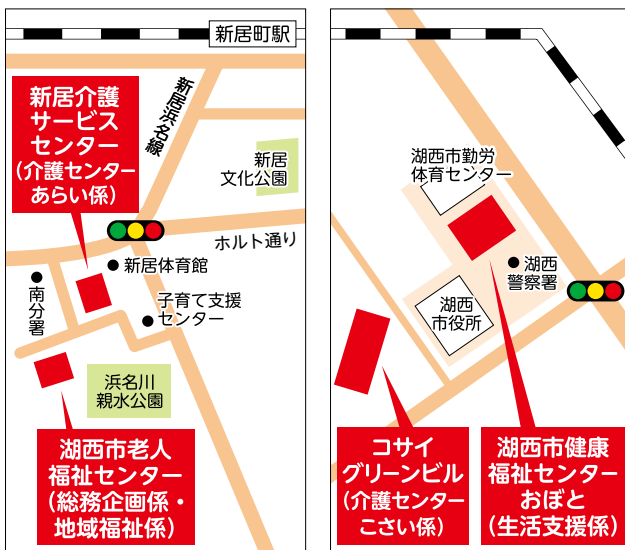 新居町駅
新居介護
サービス
センター
(介護センター
あらい係)
新居浜名線
新居
文化公園
ホルト通り
新居体育館
南分署
子育て支援
センター
浜名川
親水公園
湖西市老人
福祉センター
(総務企画係・
地域福祉係)
湖西市勤労
体育センター
湖西
警察署
湖西
市役所
コサイ
グリーンビル
(介護センター
こさい係)
湖西市健康
福祉センター
おぼと
(生活支援係)